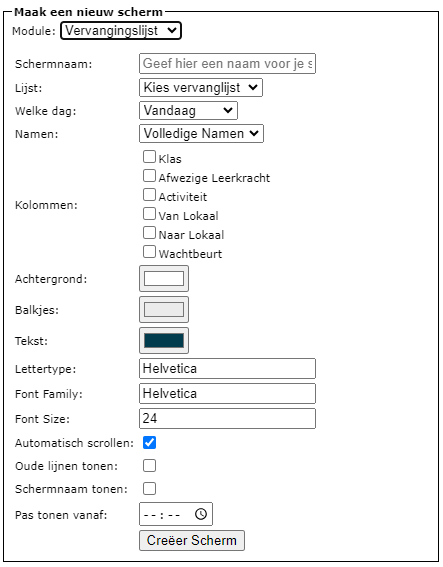 Maak een nieuw scherm
Module: Vervangingslijst
Schermnaam: Geef hier een naam voor je s
Lijst: Kies vervanglijst
Welke dag: Vandaag
Namen: Volledige Namen
Klas
Afwezige Leerkracht
Activiteit
Kolommen: Van Lokaal
Naar Lokaal
Wachtbeurt
Achtergrond:
Balkjes:
Tekst:
Lettertype: Helvetica
Font Family: Helvetica
Font Size: 24
Automatisch scrollen:
Oude lijnen tonen:
Schermnaam tonen:
Pas tonen vanaf: --:--
Creëer Scherm